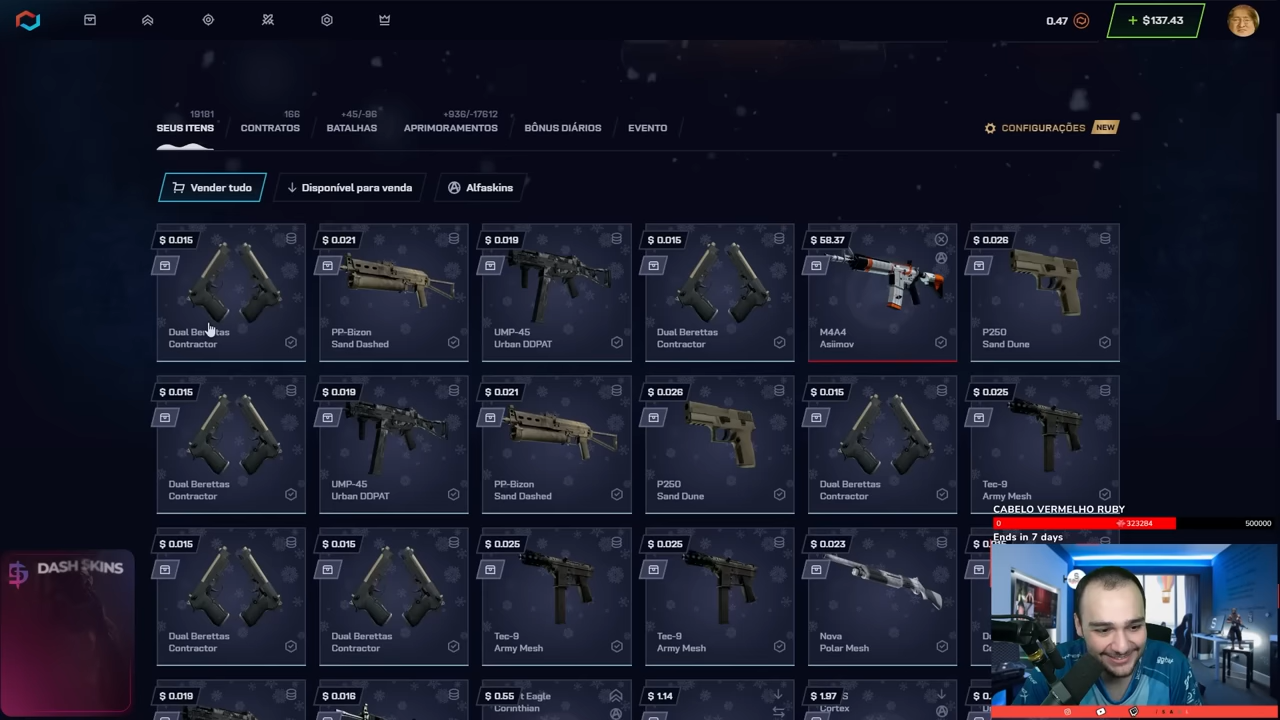 0.47
+ $137.43
19181
SEUS ITENS
166
CONTRATOS
+45/-96
BATALHAS
+936/-17612
APRIMORAMENTOS
BÔNUS DIÁRIOS
EVENTO
CONFIGURAÇÕES NEW
Vender tudo
Disponível para venda
Alfaskins
$ 0.015
Dual Berettas
Contractor
$ 0.021
PP-Bizon
Sand Dashed
$ 0.019
UMP-45
Urban DDPAT
$ 0.015
Dual Berettas
Contractor
$ 58.37
M4A4
Asiimov
$ 0.026
P250
Sand Dune
$ 0.015
Dual Berettas
Contractor
$ 0.019
UMP-45
Urban DDPAT
$ 0.021
PP-Bizon
Sand Dashed
$ 0.026
P250
Sand Dune
$ 0.015
Dual Berettas
Contractor
$ 0.025
Tec-9
Army Mesh
$ 0.015
Dual Berettas
Contractor
$ 0.015
Dual Berettas
Contractor
$ 0.025
Tec-9
Army Mesh
$ 0.025
Tec-9
Army Mesh
$ 0.023
Nova
Polar Mesh
$ 0.019
$ 0.016
$ 0.55
Eagle
Corinthian
$ 1.14
$ 1.97
Cortex
CABELO VERMELHO RUBY
0 323284 500000
Ends in 7 days
DASH SKINS